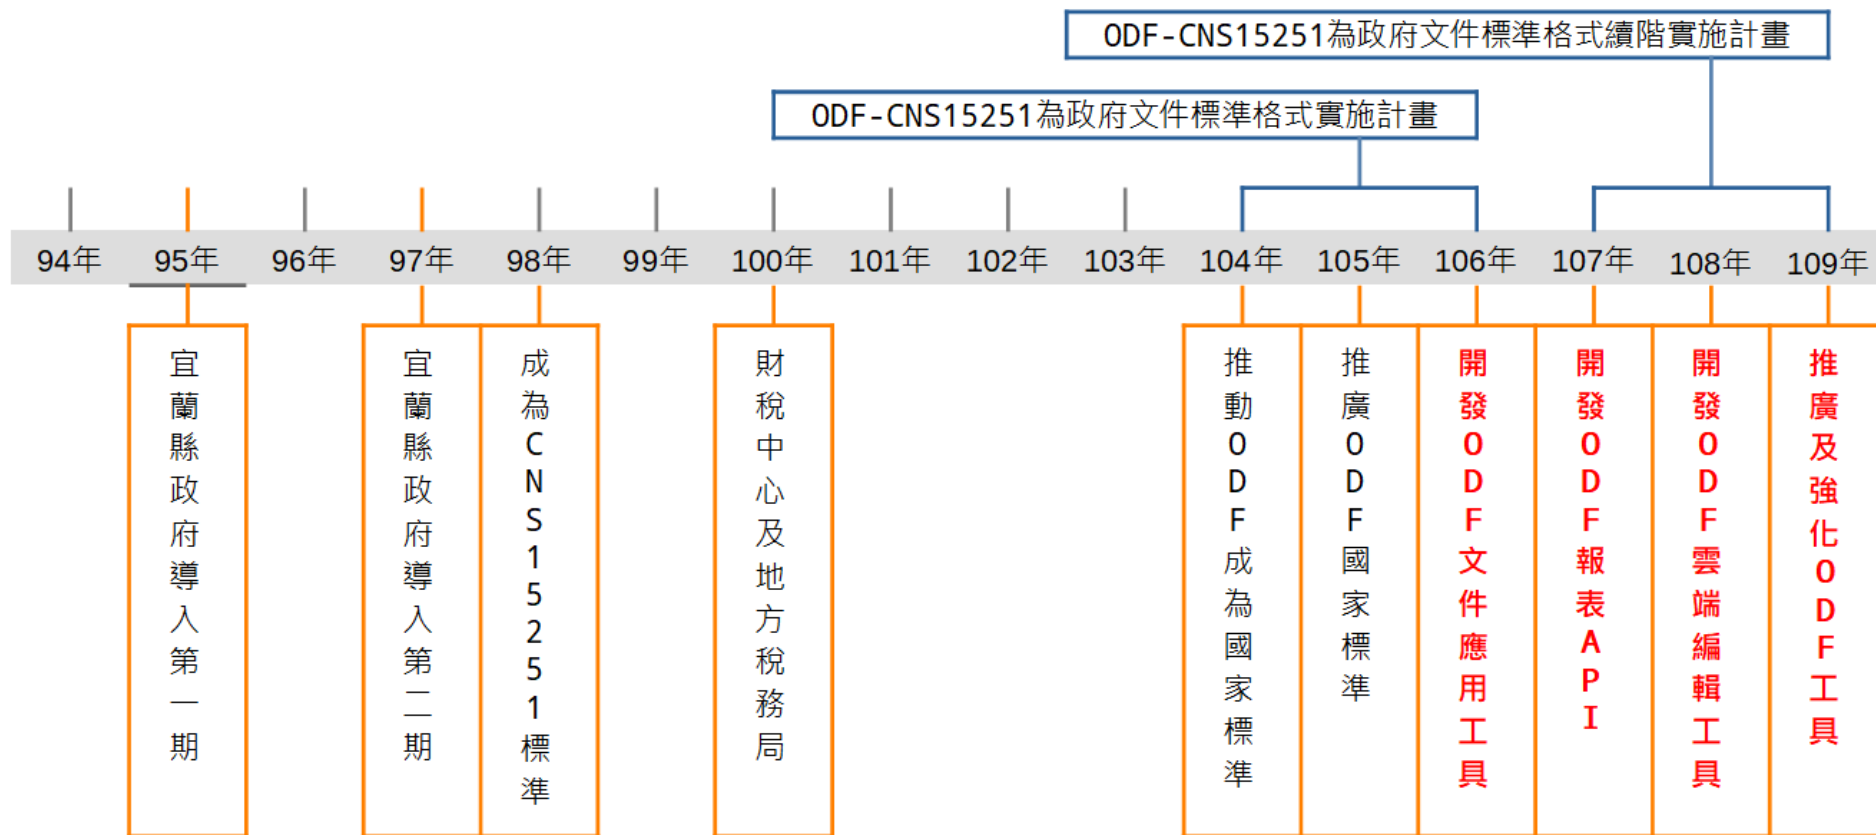 ODF-CNS15251為政府文件標準格式續階實施計畫
ODF-CNS15251為政府文件標準格式實施計畫
94年 95年 96年 97年 98年 99年 100年 101年 102年 103年 104年 105年 106年 107年 108年 109年
宜蘭縣政府導入第一期
宜蘭縣政府導入第二期
成為CNS15251標準
財稅中心及地方稅務局
推動ODF成為國家標準
推廣ODF國家標準
開發ODF文件應用工具
開發ODF報表API
開發ODF雲端編輯工具
推廣及強化ODF工具